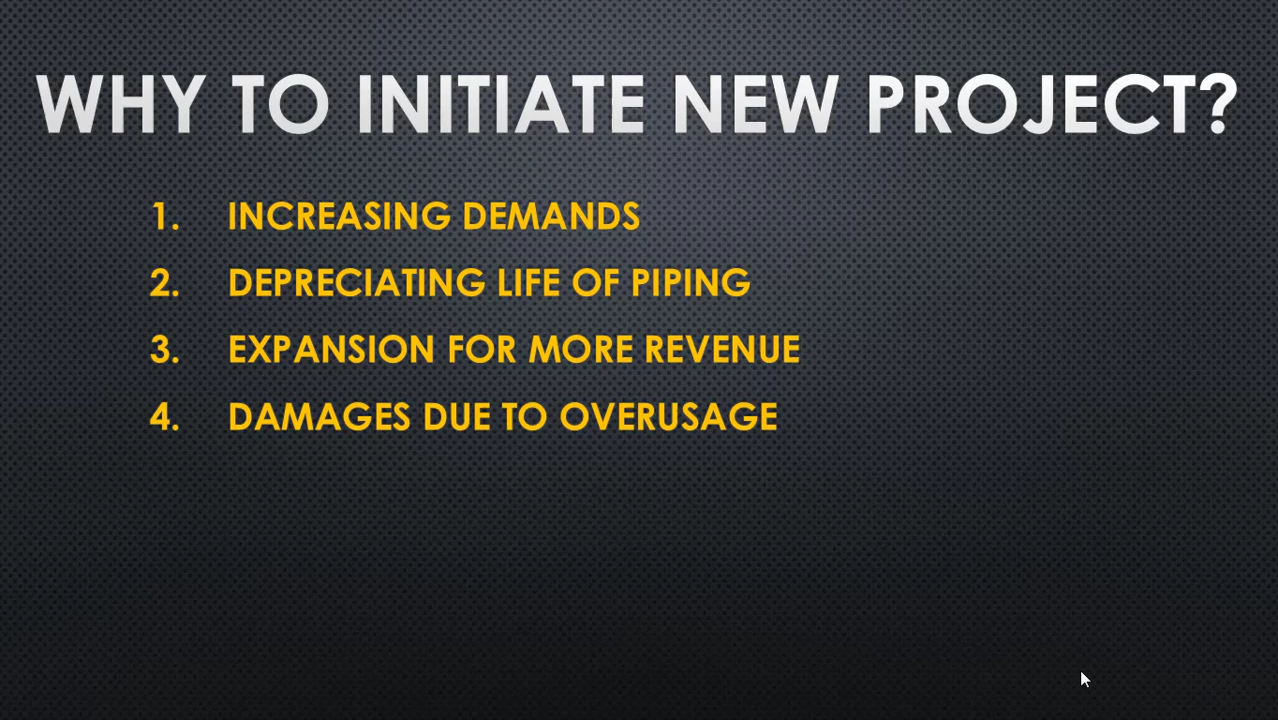 WHY TO INITIATE NEW PROJECT?
1. INCREASING DEMANDS
2. DEPRECIATING LIFE OF PIPING
3. EXPANSION FOR MORE REVENUE
4. DAMAGES DUE TO OVERUSAGE